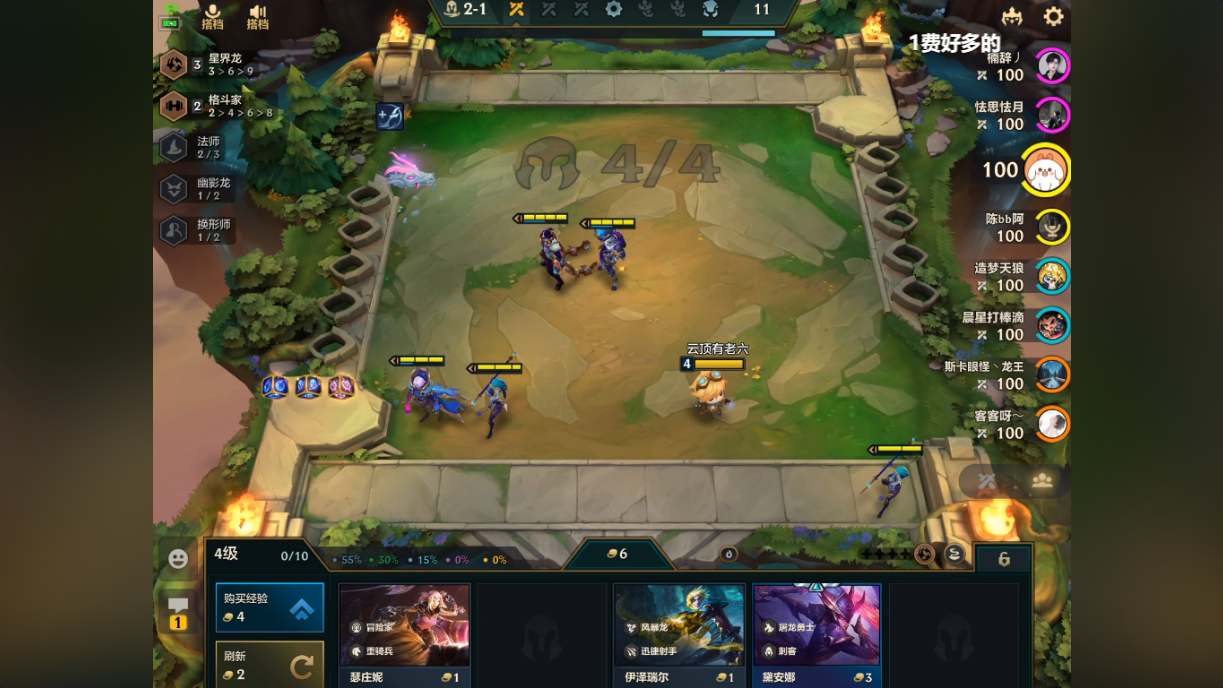 搭档
搭档
2-1
11
1费好多的
3
星界龙
3 > 6 > 9
2
格斗家
2 > 4 > 6 > 8
法师
2 / 3
幽影龙
1 / 2
换形师
1 / 2
4/4
楠辞丿
100
怯思怯月
100
100
陈bb阿
100
造梦天狼
100
晨星打棒滴
100
斯卡眼怪丶龙王
100
客客呀～
100
云顶有老六
4
4级
0/10
55%
30%
15%
0%
0%
6
购买经验
4
刷新
2
1
冒险家
重骑兵
瑟庄妮
1
风暴龙
迅捷射手
伊泽瑞尔
1
屠龙勇士
刺客
黛安娜
3